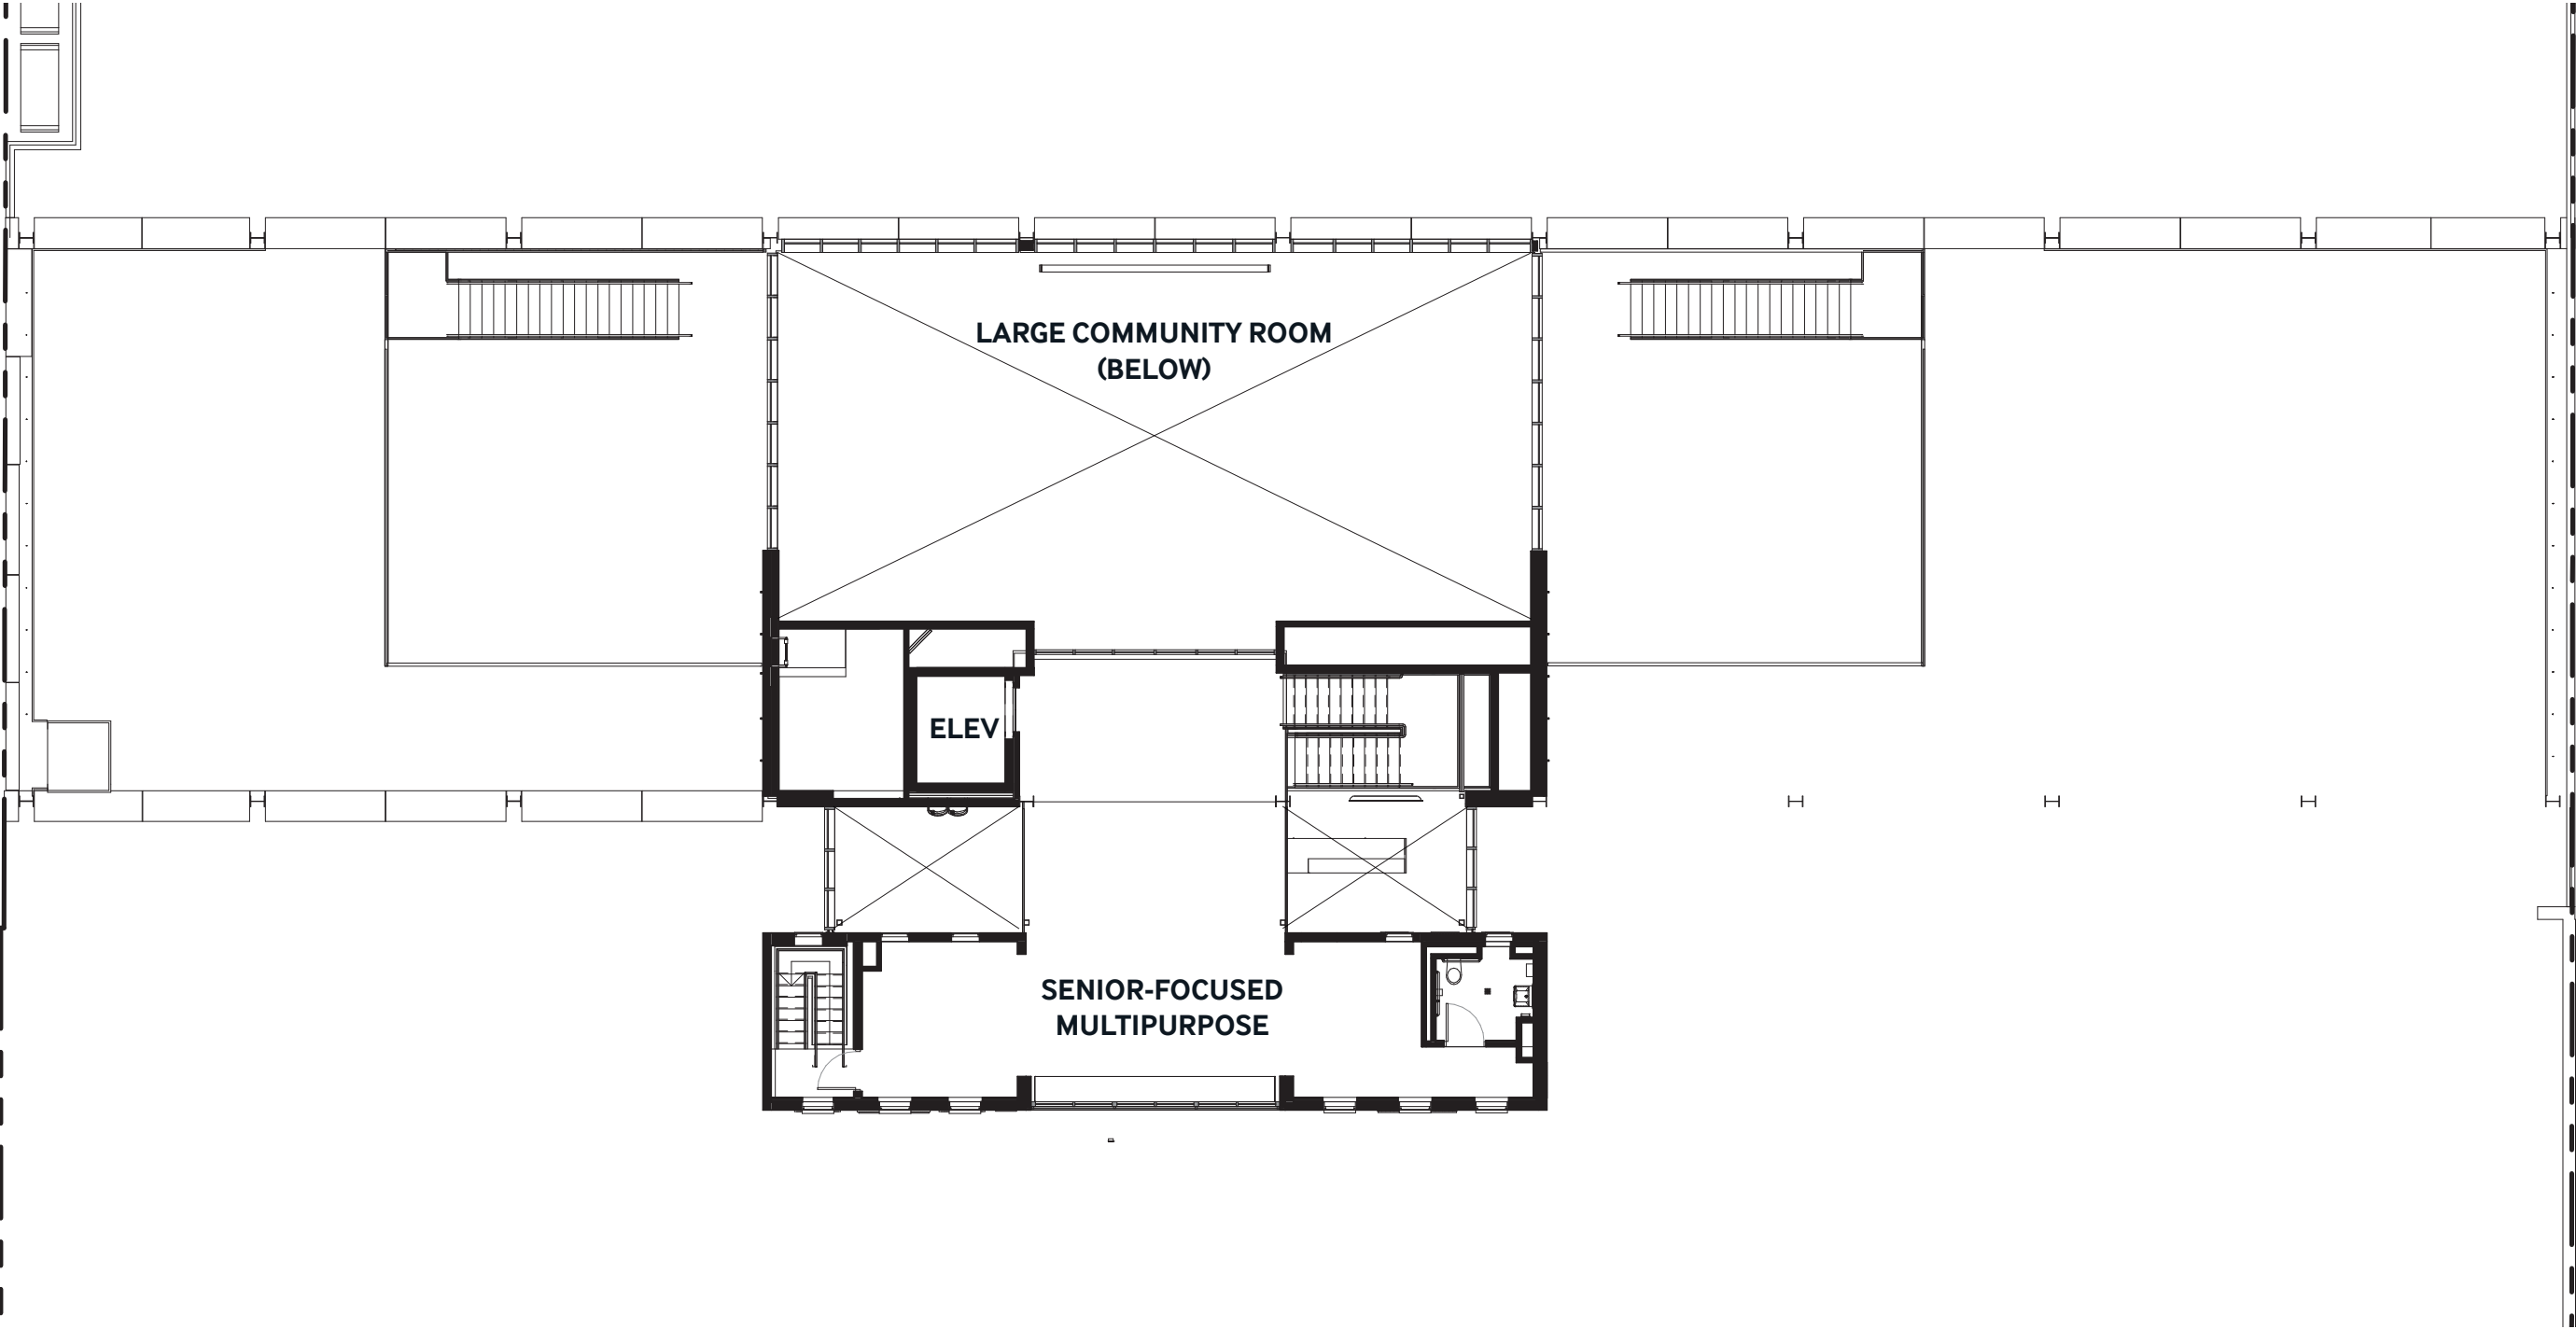 LARGE COMMUNITY ROOM
(BELOW)
ELEV
SENIOR-FOCUSED
MULTIPURPOSE